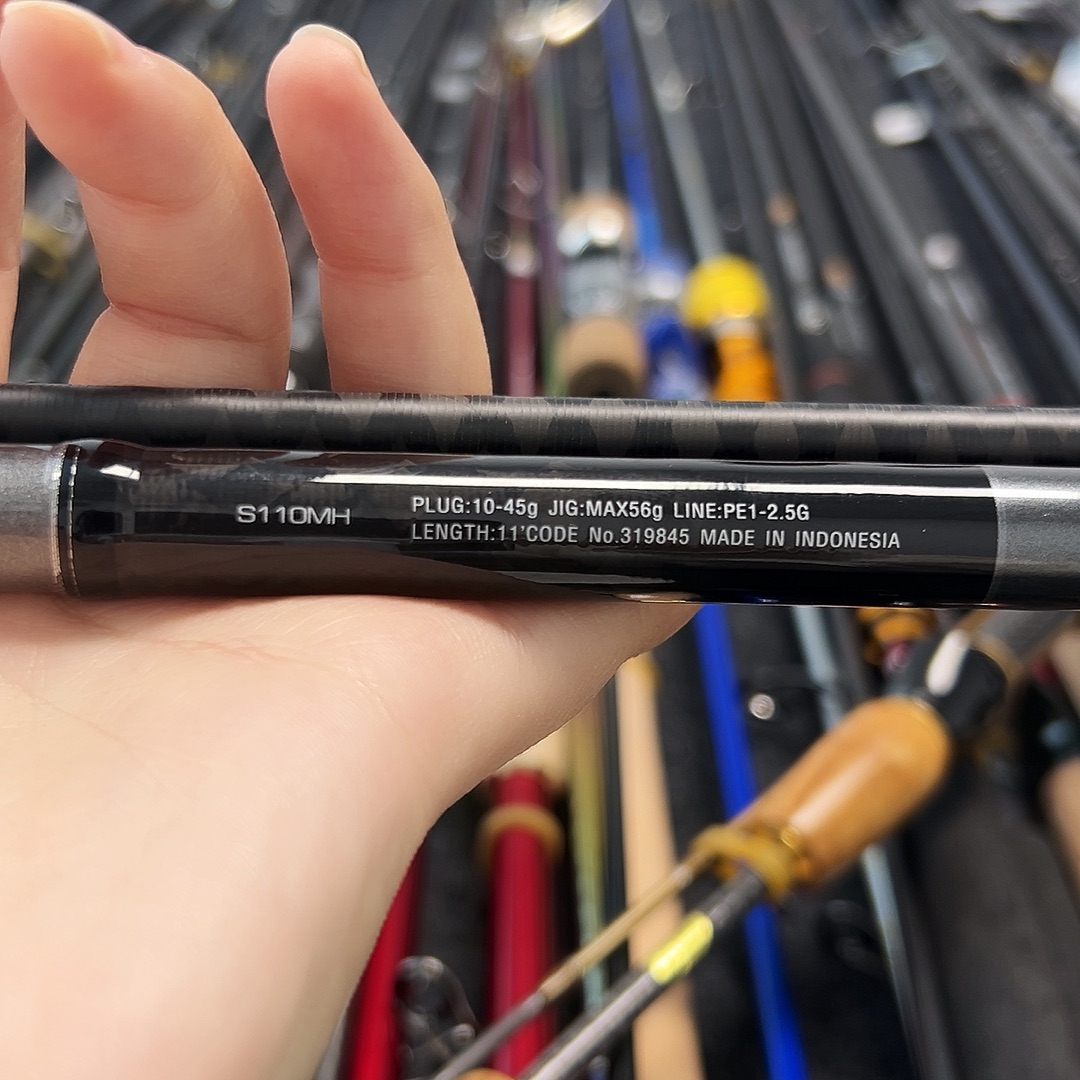 S110MH
PLUG:10-45g JIG:MAX56g LINE:PE1-2.5G
LENGTH:11'CODE No.319845 MADE IN INDONESIA